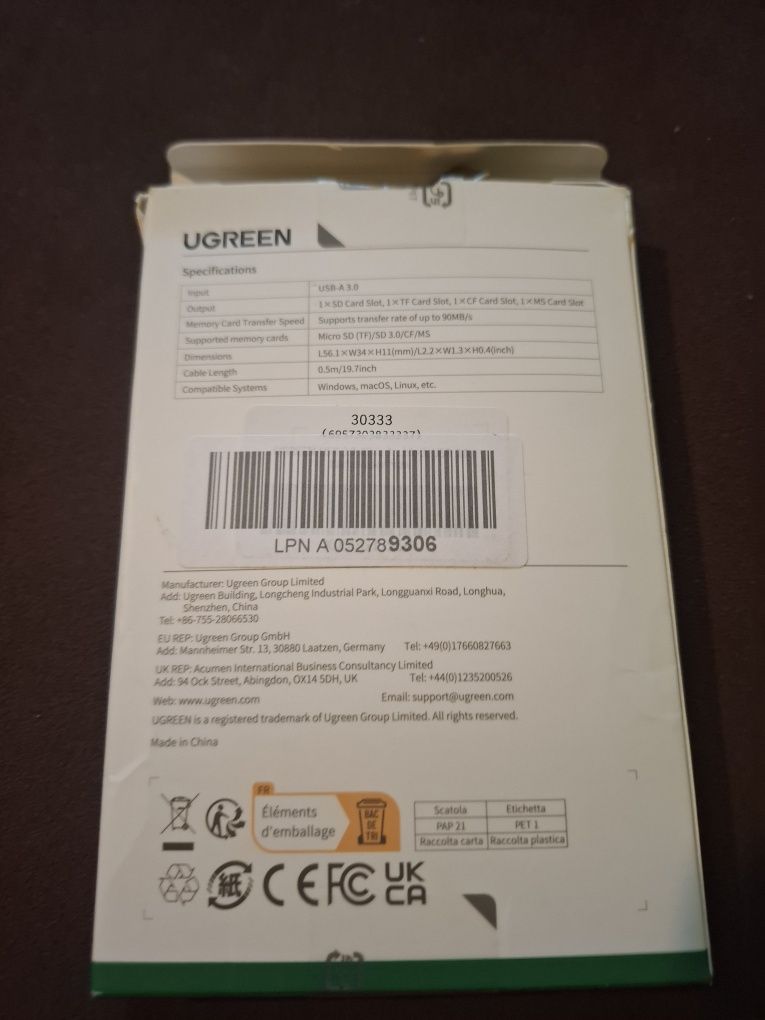 UGREEN
Specifications
Input USB-A 3.0
Output 1×SD Card Slot, 1×TF Card Slot, 1×CF Card Slot, 1×MS Card Slot
Memory Card Transfer Speed Supports transfer rate of up to 90MB/s
Supported memory cards Micro SD (TF)/SD 3.0/CF/MS
Dimensions L56.1×W34×H11(mm)/L2.2×W1.3×H0.4(inch)
Cable Length 0.5m/19.7inch
Compatible Systems Windows, macOS, Linux, etc.
30333
LPN A 052789306
Manufacturer: Ugreen Group Limited
Add: Ugreen Building, Longcheng Industrial Park, Longguanxi Road, Longhua,
Shenzhen, China
Tel: +86-755-28066530
EU REP: Ugreen Group GmbH
Add: Mannheimer Str. 13, 30880 Laatzen, Germany Tel: +49(0)17660827663
UK REP: Acumen International Business Consultancy Limited
Add: 94 Ock Street, Abingdon, OX14 5DH, UK Tel: +44(0)1235200526
Web: www.ugreen.com Email: support@ugreen.com
UGREEN is a registered trademark of Ugreen Group Limited. All rights reserved.
Made in China
FR
Éléments
d'emballage
BAC
DE
TRI
Scatola Etichetta
PAP 21 PET 1
Raccolta carta Raccolta plastica
紙 CE FC UK
CA